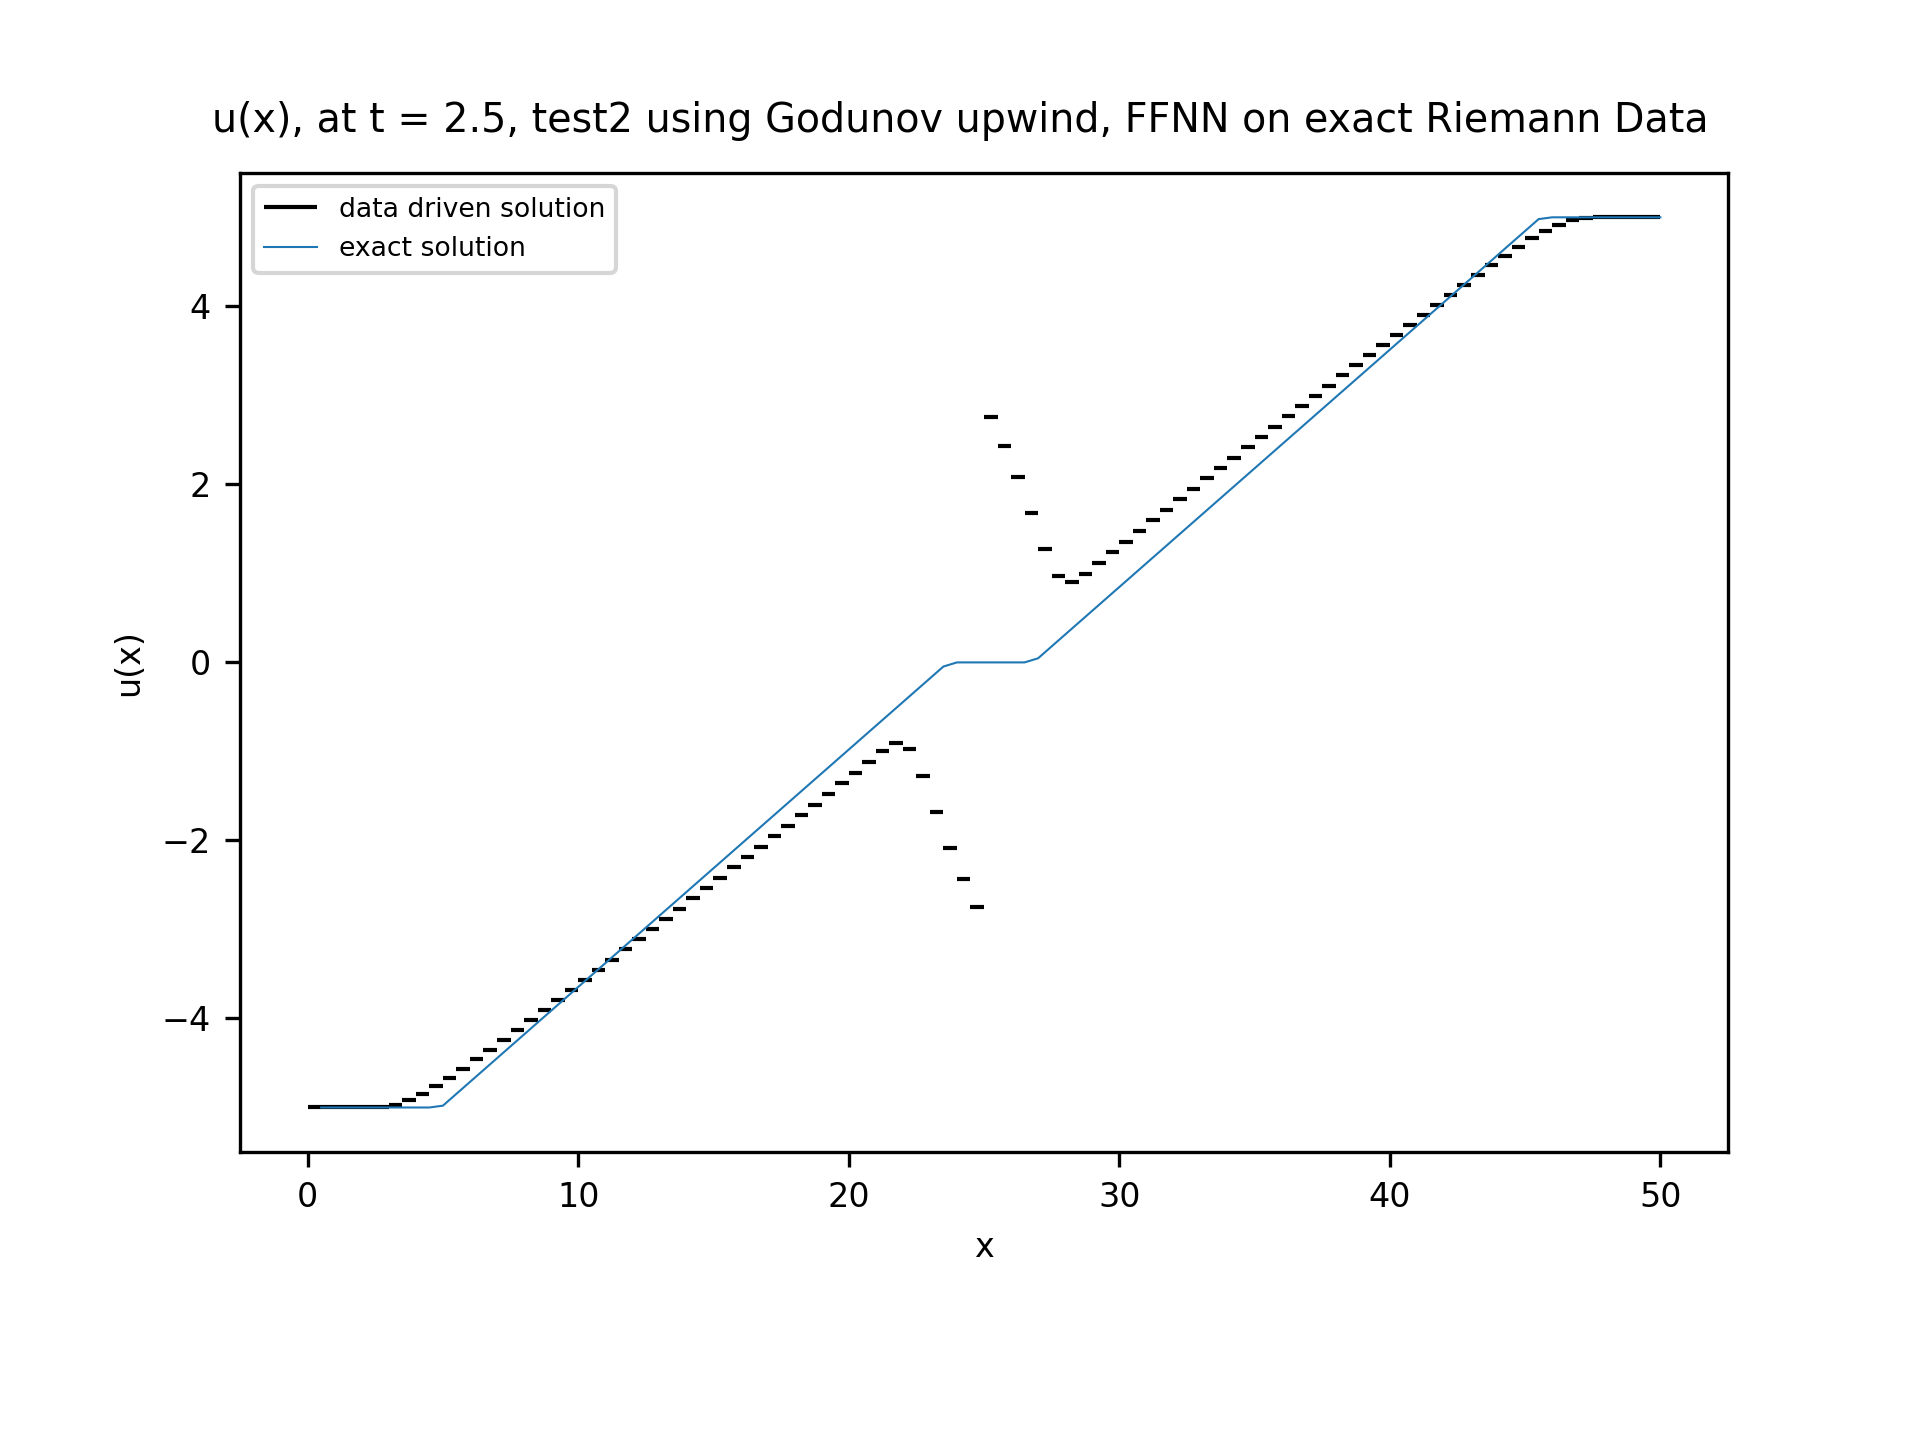 u(x), at t = 2.5, test2 using Godunov upwind, FFNN on exact Riemann Data
data driven solution
exact solution
4
2
0
−2
−4
u(x)
0 10 20 30 40 50
x